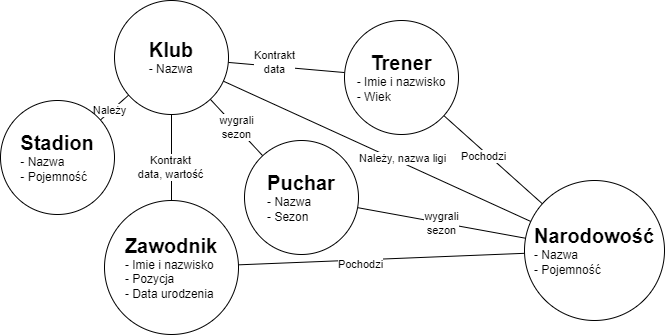 Klub
- Nazwa
Kontrakt
data
Trener
- Imie i nazwisko
- Wiek
Należy
wygrali
sezon
Stadion
- Nazwa
- Pojemność
Kontrakt
data, wartość
Należy, nazwa ligi
Pochodzi
Puchar
- Nazwa
- Sezon
wygrali
sezon
Narodowość
- Nazwa
- Pojemność
Zawodnik
- Imie i nazwisko
- Pozycja
- Data urodzenia
Pochodzi